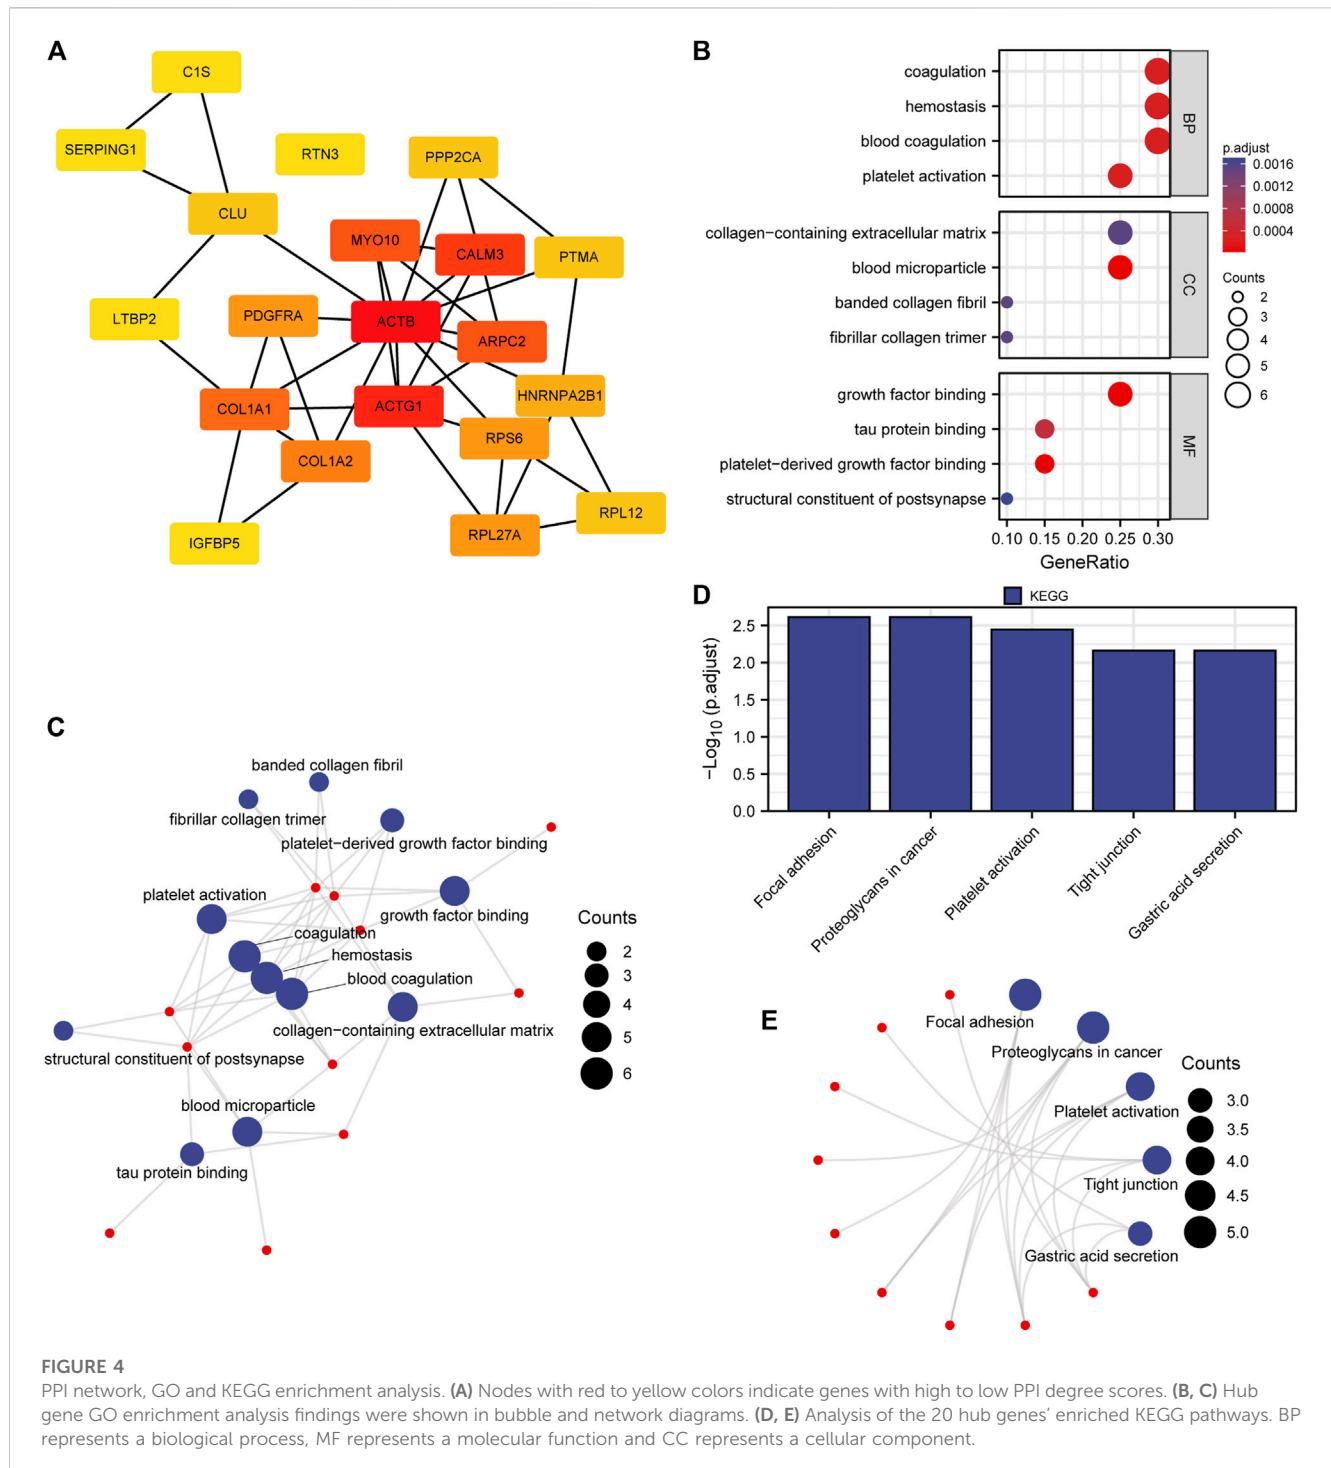 A
C1S
SERPING1
RTN3
PPP2CA
CLU
MYO10
CALM3
PTMA
LTBP2
PDGFRA
ACTB
ARPC2
COL1A1
ACTG1
HNRNPA2B1
COL1A2
RPS6
RPL12
IGFBP5
RPL27A
B
coagulation
hemostasis
blood coagulation
platelet activation
BP
collagen-containing extracellular matrix
blood microparticle
banded collagen fibril
fibrillar collagen trimer
CC
growth factor binding
tau protein binding
platelet-derived growth factor binding
structural constituent of postsynapse
MF
0.10 0.15 0.20 0.25 0.30
GeneRatio
p.adjust
0.0016
0.0012
0.0008
0.0004
Counts
2
3
4
5
6
C
banded collagen fibril
fibrillar collagen trimer
platelet-derived growth factor binding
platelet activation
growth factor binding
coagulation
hemostasis
blood coagulation
collagen-containing extracellular matrix
structural constituent of postsynapse
blood microparticle
tau protein binding
Counts
2
3
4
5
6
D
KEGG
-Log10 (p.adjust)
2.5
2.0
1.5
1.0
0.5
0.0
Focal adhesion
Proteoglycans in cancer
Platelet activation
Tight junction
Gastric acid secretion
E
Focal adhesion
Proteoglycans in cancer
Platelet activation
Tight junction
Gastric acid secretion
Counts
3.0
3.5
4.0
4.5
5.0
FIGURE 4
PPI network, GO and KEGG enrichment analysis. (A) Nodes with red to yellow colors indicate genes with high to low PPI degree scores. (B, C) Hub
gene GO enrichment analysis findings were shown in bubble and network diagrams. (D, E) Analysis of the 20 hub genes' enriched KEGG pathways. BP
represents a biological process, MF represents a molecular function and CC represents a cellular component.